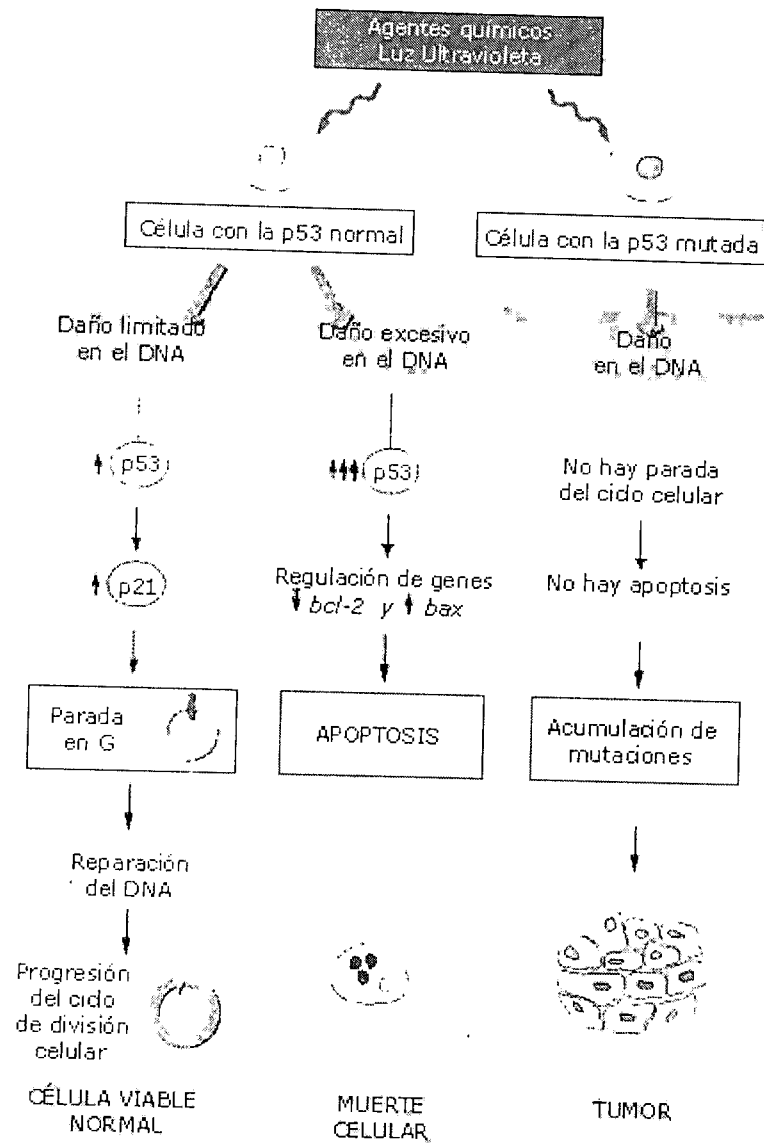 Agentes químicos
Luz Ultravioleta
Célula con la p53 normal
Célula con la p53 mutada
Daño limitado
en el DNA
Daño excesivo
en el DNA
Daño
en el DNA
p53
p53
No hay parada
del ciclo celular
p21
Regulación de genes
bcl-2 y bax
No hay apoptosis
Parada
en G
APOPTOSIS
Acumulación de
mutaciones
Reparación
del DNA
Progresión
del ciclo
de división
celular
CÉLULA VIABLE
NORMAL
MUERTE
CELULAR
TUMOR